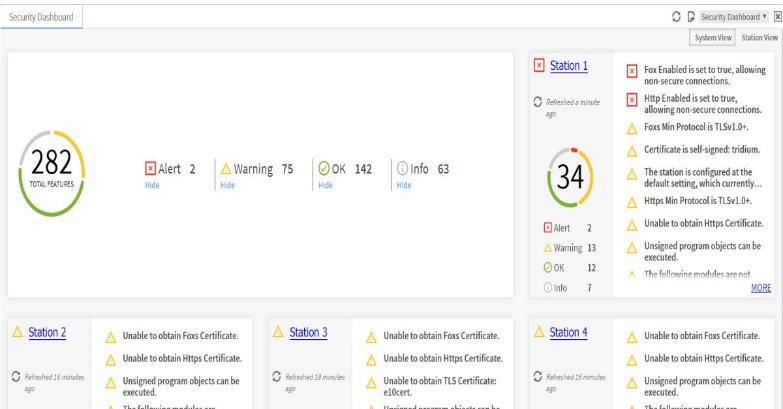 Security Dashboard
Security Dashboard
System View
Station View
282
TOTAL FEATURES
Alert 2
Hide
Warning 75
Hide
OK 142
Hide
Info 63
Hide
Station 1
Refreshed a minute
ago
34
Alert 2
Warning 13
OK 12
Info 7
Fox Enabled is set to true, allowing
non-secure connections.
Http Enabled is set to true,
allowing non-secure connections.
Foxs Min Protocol is TLSv1.0+.
Certificate is self-signed: tridium.
The station is configured at the
default setting, which currently...
Https Min Protocol is TLSv1.0+.
Unable to obtain Https Certificate.
Unsigned program objects can be
executed.
The following modules are not
MORE
Station 2
Refreshed 16 minutes
ago
Unable to obtain Foxs Certificate.
Unable to obtain Https Certificate.
Unsigned program objects can be
executed.
The following modules are
Station 3
Refreshed 19 minutes
ago
Unable to obtain Foxs Certificate.
Unable to obtain Https Certificate.
Unable to obtain TLS Certificate:
e10cert.
Unsigned program objects can be
Station 4
Refreshed 16 minutes
ago
Unable to obtain Foxs Certificate.
Unable to obtain Https Certificate.
Unsigned program objects can be
executed.
The following modules are